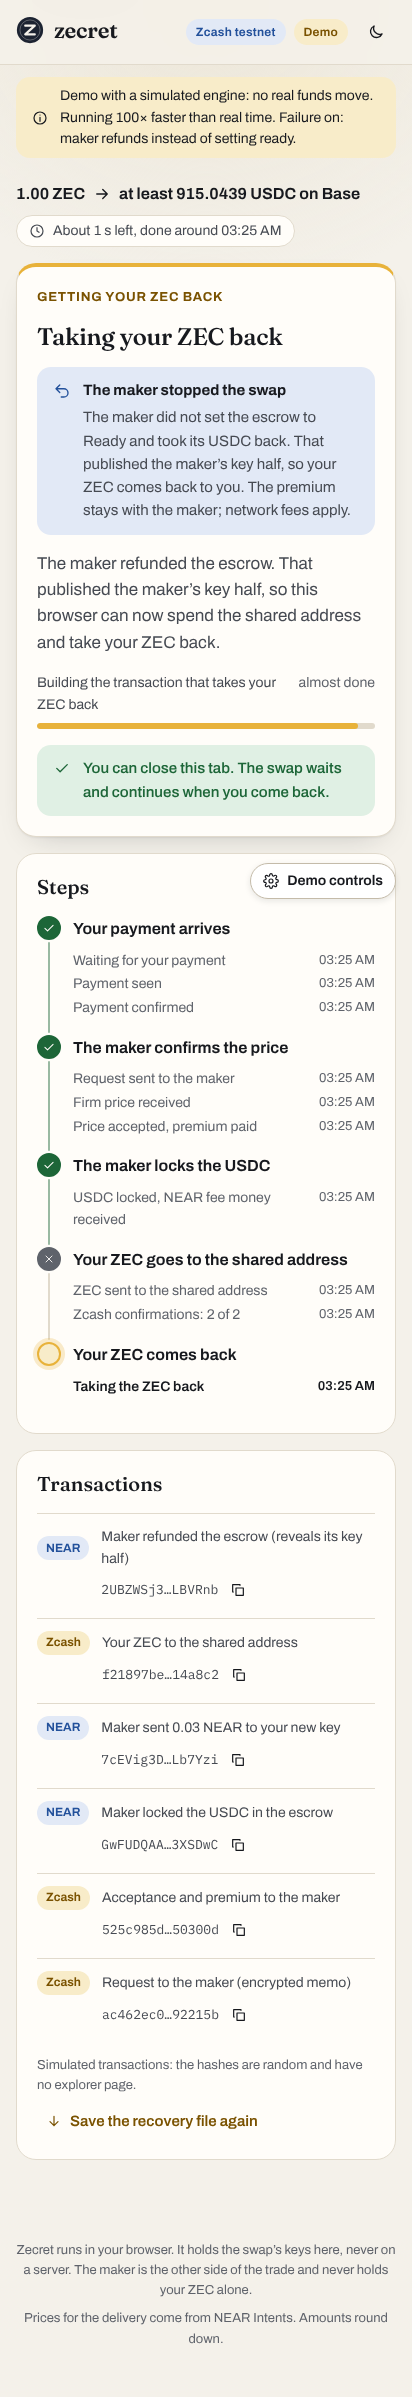 zecret
Zcash testnet
Demo
Demo with a simulated engine: no real funds move.
Running 100× faster than real time. Failure on:
maker refunds instead of setting ready.
1.00 ZEC → at least 915.0439 USDC on Base
About 1 s left, done around 03:25 AM
GETTING YOUR ZEC BACK
Taking your ZEC back
The maker stopped the swap
The maker did not set the escrow to
Ready and took its USDC back. That
published the maker’s key half, so your
ZEC comes back to you. The premium
stays with the maker; network fees apply.
The maker refunded the escrow. That
published the maker’s key half, so this
browser can now spend the shared address
and take your ZEC back.
Building the transaction that takes your
ZEC back
almost done
You can close this tab. The swap waits
and continues when you come back.
Steps
Demo controls
Your payment arrives
Waiting for your payment 03:25 AM
Payment seen 03:25 AM
Payment confirmed 03:25 AM
The maker confirms the price
Request sent to the maker 03:25 AM
Firm price received 03:25 AM
Price accepted, premium paid 03:25 AM
The maker locks the USDC
USDC locked, NEAR fee money 03:25 AM
received
Your ZEC goes to the shared address
ZEC sent to the shared address 03:25 AM
Zcash confirmations: 2 of 2 03:25 AM
Your ZEC comes back
Taking the ZEC back 03:25 AM
Transactions
NEAR Maker refunded the escrow (reveals its key
half)
2UBZWSj3…LBVRnb
Zcash Your ZEC to the shared address
f21897be…14a8c2
NEAR Maker sent 0.03 NEAR to your new key
7cEVig3D…Lb7Yzi
NEAR Maker locked the USDC in the escrow
GwFUDQAA…3XSDwC
Zcash Acceptance and premium to the maker
525c985d…50300d
Zcash Request to the maker (encrypted memo)
ac462ec0…92215b
Simulated transactions: the hashes are random and have
no explorer page.
Save the recovery file again
Zecret runs in your browser. It holds the swap’s keys here, never on
a server. The maker is the other side of the trade and never holds
your ZEC alone.
Prices for the delivery come from NEAR Intents. Amounts round
down.